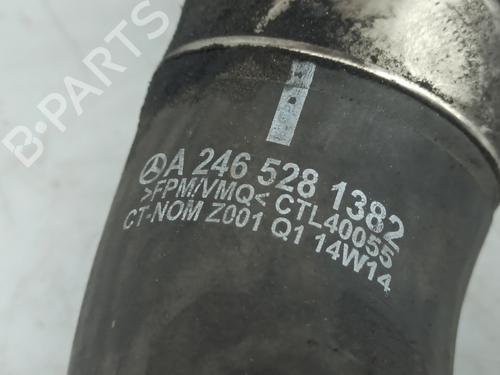 B-PARTS
A 246 528 1382
>FPM/VMQ< CTL40055
CT-NOM Z001 Q1 14W14